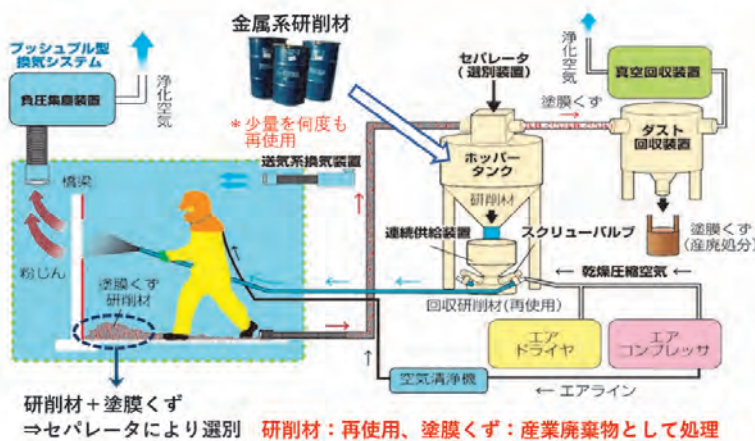 金属系研削材
プッシュプル型
換気システム
負圧集塵装置
浄化空気
*少量を何度も
再使用
セパレータ
(選別装置)
浄化空気
真空回収装置
塗膜くず
ダスト
回収装置
ホッパー
タンク
送気系換気装置
橋梁
研削材
粉じん
連続供給装置
スクリューバルブ
塗膜くず
(産廃処分)
塗膜くず
研削材
乾燥圧縮空気
回収研削材(再使用)
エア
ドライヤ
エア
コンプレッサ
空気清浄機
エアライン
研削材+塗膜くず
⇒セパレータにより選別 研削材:再使用、塗膜くず:産業廃棄物として処理